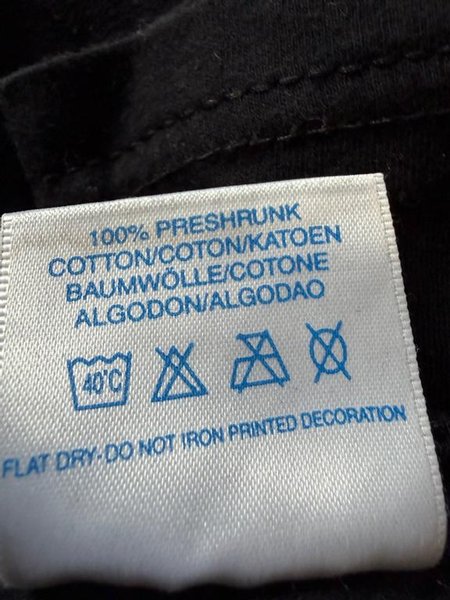 100% PRESHRUNK
COTTON/COTON/KATOEN
BAUMWÖLLE/COTONE
ALGODON/ALGODAO
40°C
FLAT DRY-DO NOT IRON PRINTED DECORATION